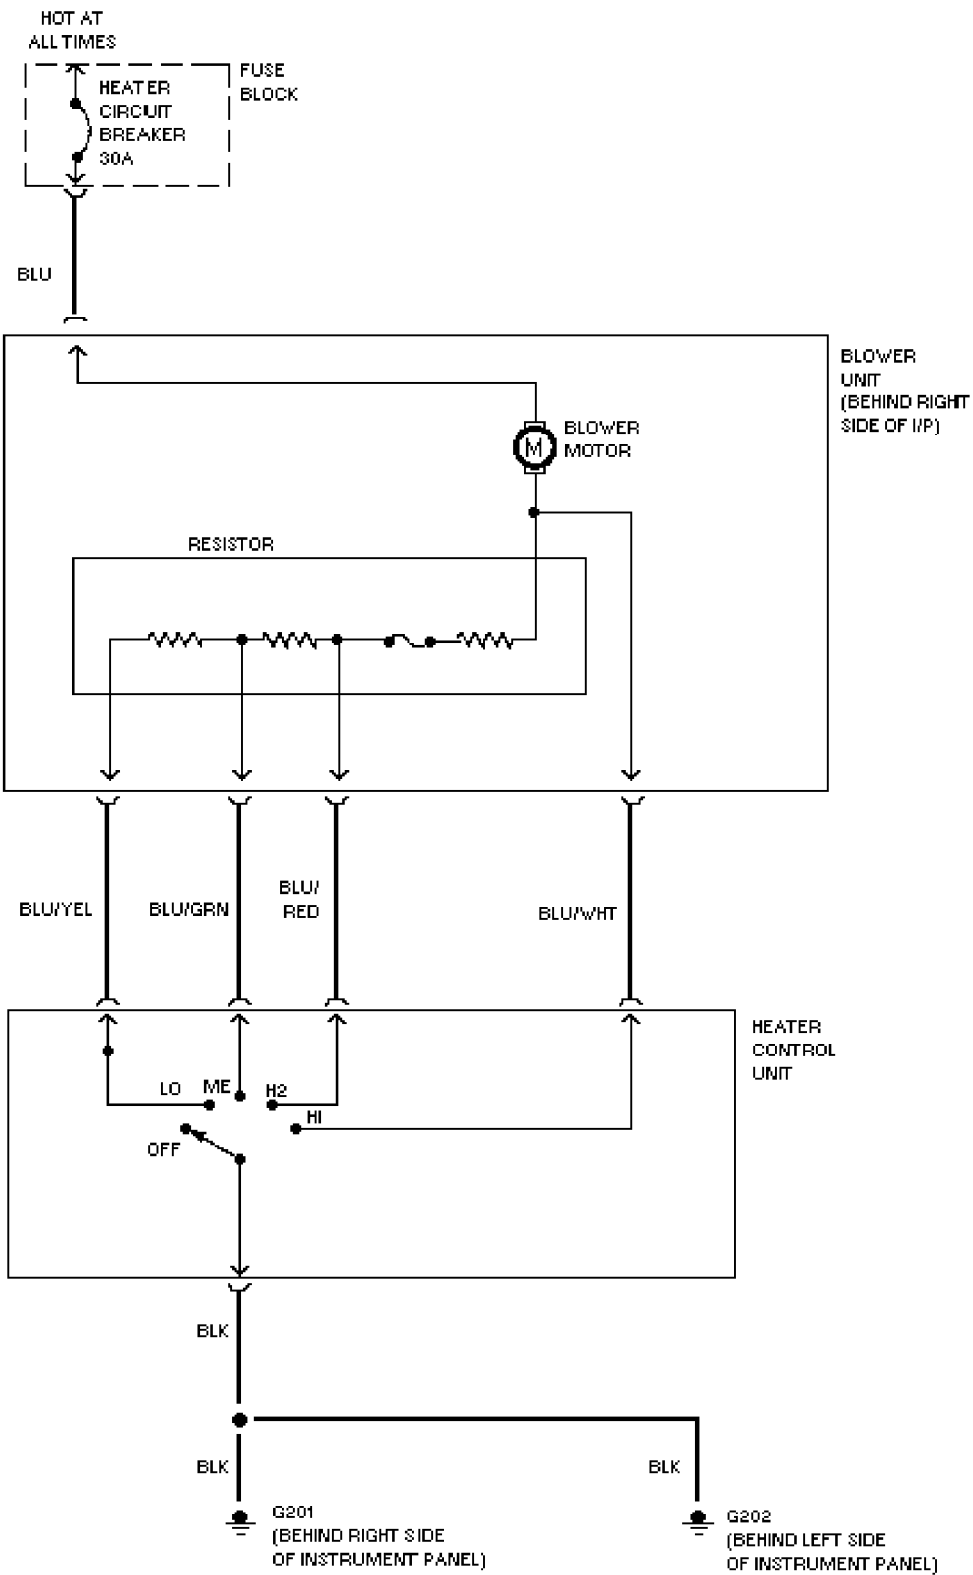 HOT AT
ALL TIMES
FUSE
BLOCK
HEATER
CIRCUIT
BREAKER
30A
BLU
BLOWER
UNIT
(BEHIND RIGHT
SIDE OF I/P)
BLOWER
MOTOR
M
RESISTOR
BLU/YEL
BLU/GRN
BLU/
RED
BLU/WHT
HEATER
CONTROL
UNIT
LO
ME
H2
HI
OFF
BLK
BLK
BLK
G201
(BEHIND RIGHT SIDE
OF INSTRUMENT PANEL)
G202
(BEHIND LEFT SIDE
OF INSTRUMENT PANEL)